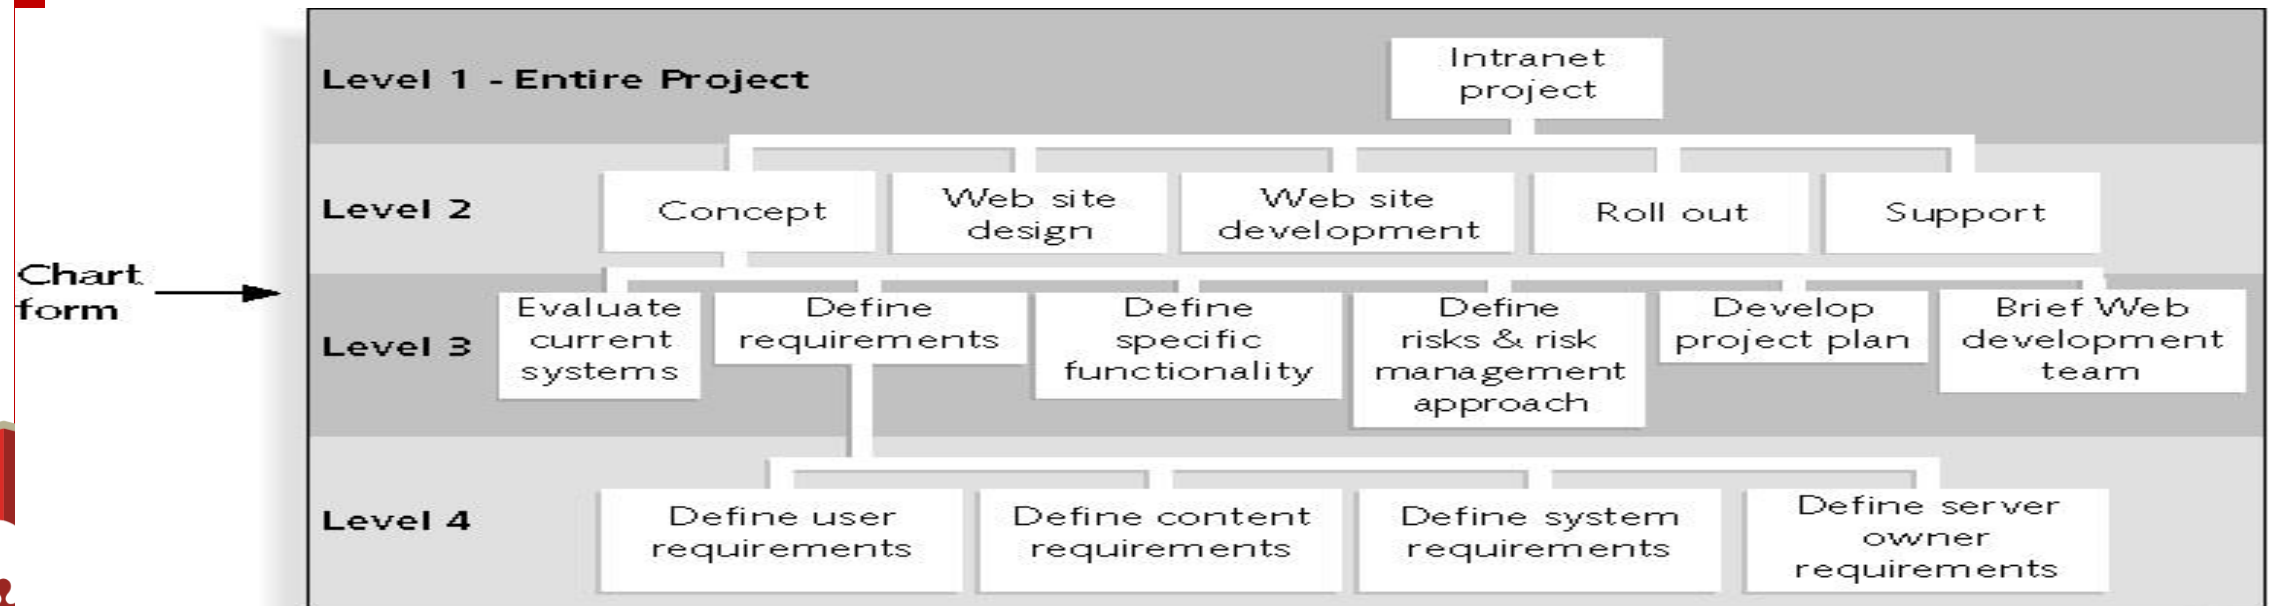 Level 1 - Entire Project
Intranet
project
Level 2
Concept
Web site
design
Web site
development
Roll out
Support
Chart
form
Level 3
Evaluate
current
systems
Define
requirements
Define
specific
functionality
Define
risks & risk
management
approach
Develop
project plan
Brief Web
development
team
Level 4
Define user
requirements
Define content
requirements
Define system
requirements
Define server
owner
requirements